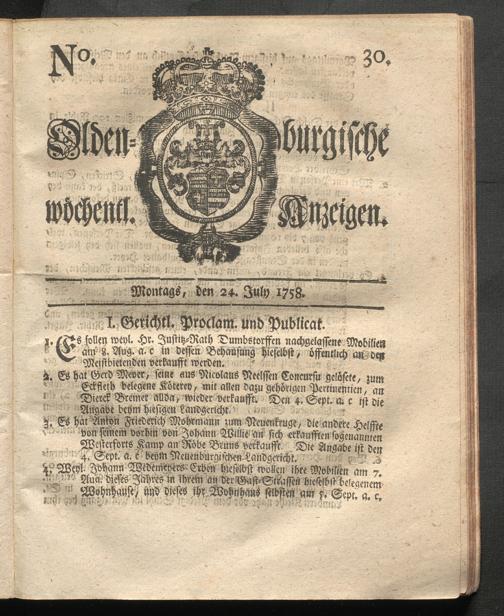 No. 30.
Olden- burgische
wöchentl. Anzeigen.
Montags, den 24. July 1758.
I. Gerichtl. Proclam. und Publicat.
1. Es sollen weyl. Hr. Justitz-Rath Dumbstorffen nachgelassene Mobilien
am 8. Aug. a. c in dessen Behausung hieselbst, öffentlich an den
Meistbietenden verkaufft werden.
2. Es hat Gerd Meyer, seine aus Nicolaus Neelssen Concursu gelösete, zum
Eckfleth belegene Köterey, mit allen dazu gehörigen Pertinentien, an
Dierck Bremer allda, wieder verkaufft. Den 4. Sept. a. c ist die
Angabe beym hiesigen Landgericht.
3. Es hat Anton Friederich Mohrmann zum Neuenkruge, die andere Helffte
von seinem vorhin von Johann Willje an sich erkaufften sogenannten
Westerforts Kamp an Röbe Bruns verkaufft. Die Angabe ist den
4. Sept. a. c. beym Neuenburgischen Landgericht.
4. Weyl. Johann Wedemeyers Erben hieselbst wollen ihre Mobilien am 7.
Aug. dieses Jahres in ihrem an der Gast-Strassen hieselbst belegenem
Wohnhause, und dieses ihr Wohnhaus selbsten am 5. Sept. a. c.